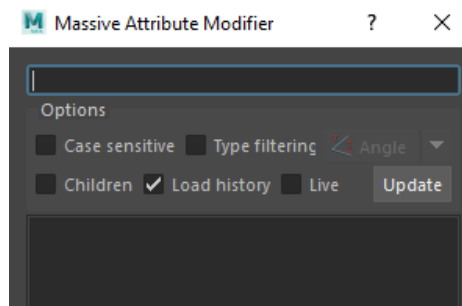 Massive Attribute Modifier ? ×
Options
Case sensitive Type filtering Angle
Children Load history Live Update